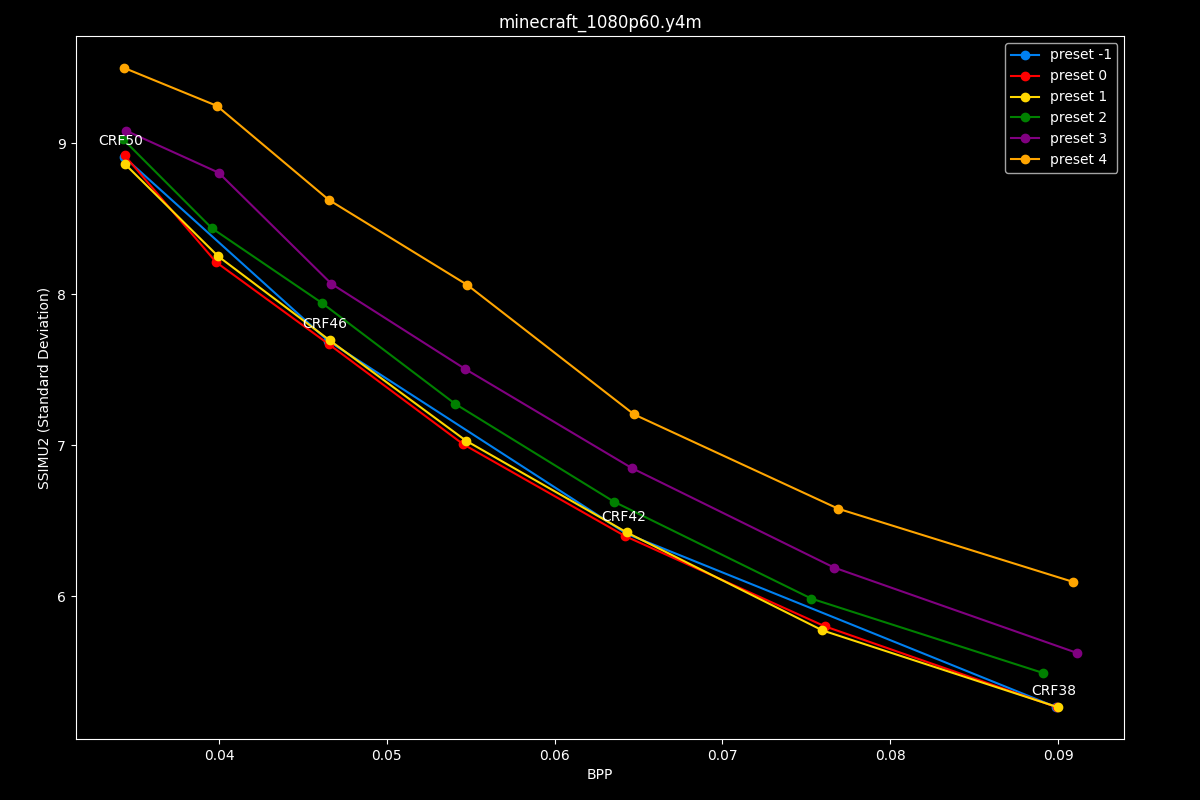 minecraft_1080p60.y4m
preset -1
preset 0
preset 1
preset 2
preset 3
preset 4
CRF50
CRF46
CRF42
CRF38
9
8
7
6
SSIMU2 (Standard Deviation)
0.04
0.05
0.06
0.07
0.08
0.09
BPP